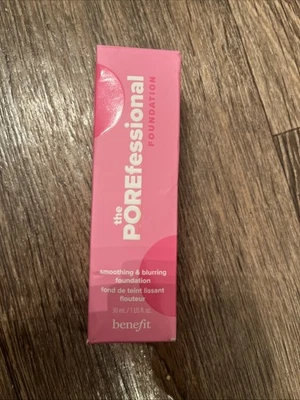 the
POREfessional
FOUNDATION
smoothing & blurring
foundation
fond de teint lissant
flouteur
benefit